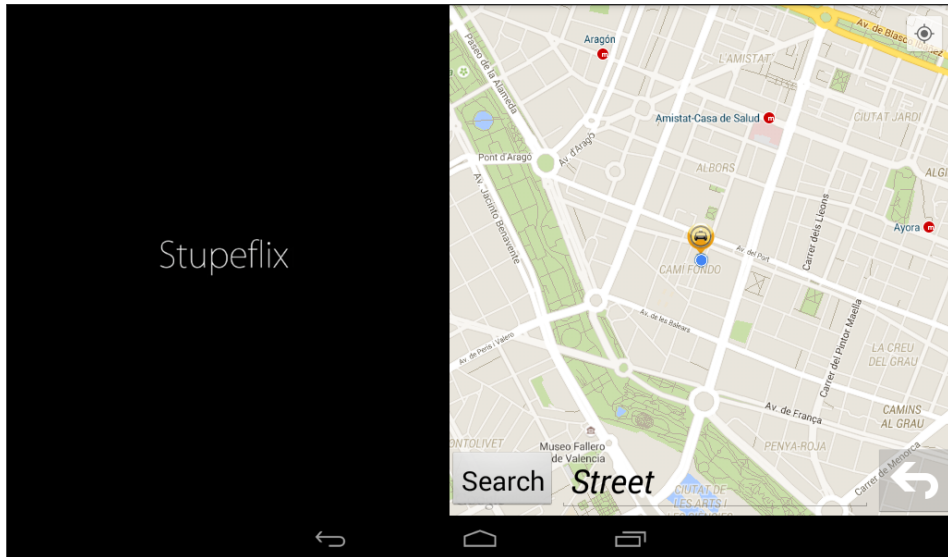 Stupeflix
Aragón
Paseo de la Alameda
L'AMISTAT
Av. de Blasco Ibáñez
Amistat-Casa de Salud
CIUTAT JARDÍ
Pont d'Aragó
Av. d'Aragó
ALBORS
ALGI
Av. Jacinto Benavente
Carrer dels Lleons
Ayora
Av. del Port
CAMÍ FONDO
Av. de les Balears
Carrer del Pintor Maella
Av. de Peris i Valero
LA CREU
DEL GRAU
Av. de França
CAMINS
AL GRAU
ONTOLIVET
Museo Fallero
de Valencia
PENYA-ROJA
Carrer de Menorca
Search
Street
CIUTAT DE
LES ARTS I